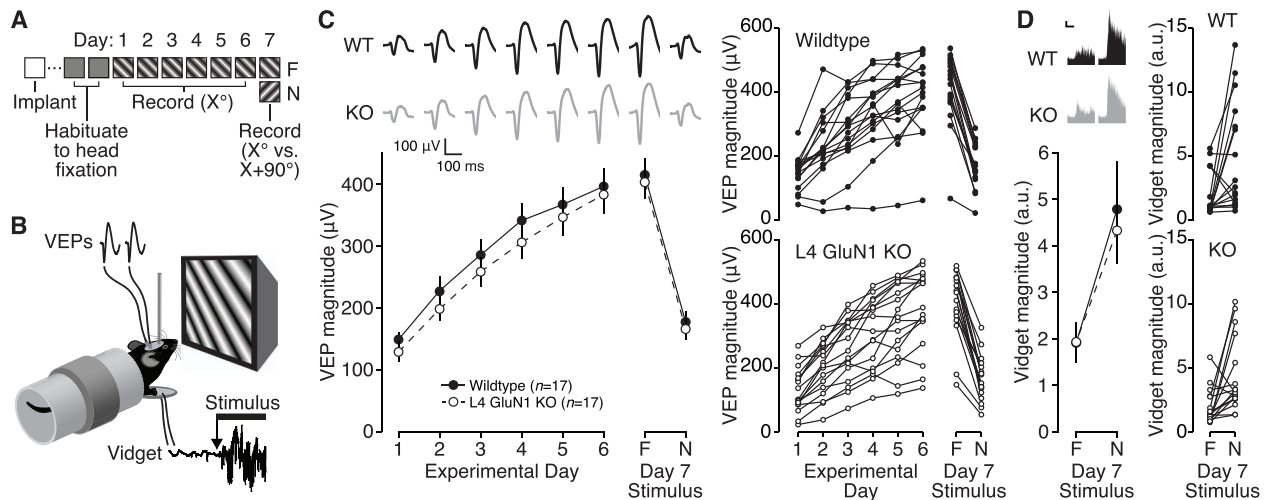 A
Day: 1 2 3 4 5 6 7
F
N
Implant
Record (X°)
Habituate
to head
fixation
Record
(X° vs.
X+90°)
B
VEPs
Stimulus
Vidget
C
WT
KO
100 µV
100 ms
VEP magnitude (µV)
400
300
200
100
0
Wildtype (n=17)
L4 GluN1 KO (n=17)
1 2 3 4 5 6 F N
Experimental Day
Day 7
Stimulus
Wildtype
VEP magnitude (µV)
600
400
200
0
L4 GluN1 KO
VEP magnitude (µV)
600
400
200
0
1 2 3 4 5 6 F N
Experimental
Day
Day 7
Stimulus
D
WT
KO
Vidget magnitude (a.u.)
6
5
4
3
2
1
0
F N
Day 7
Stimulus
WT
Vidget magnitude (a.u.)
15
10
5
0
KO
Vidget magnitude (a.u.)
15
10
5
0
F N
Day 7
Stimulus